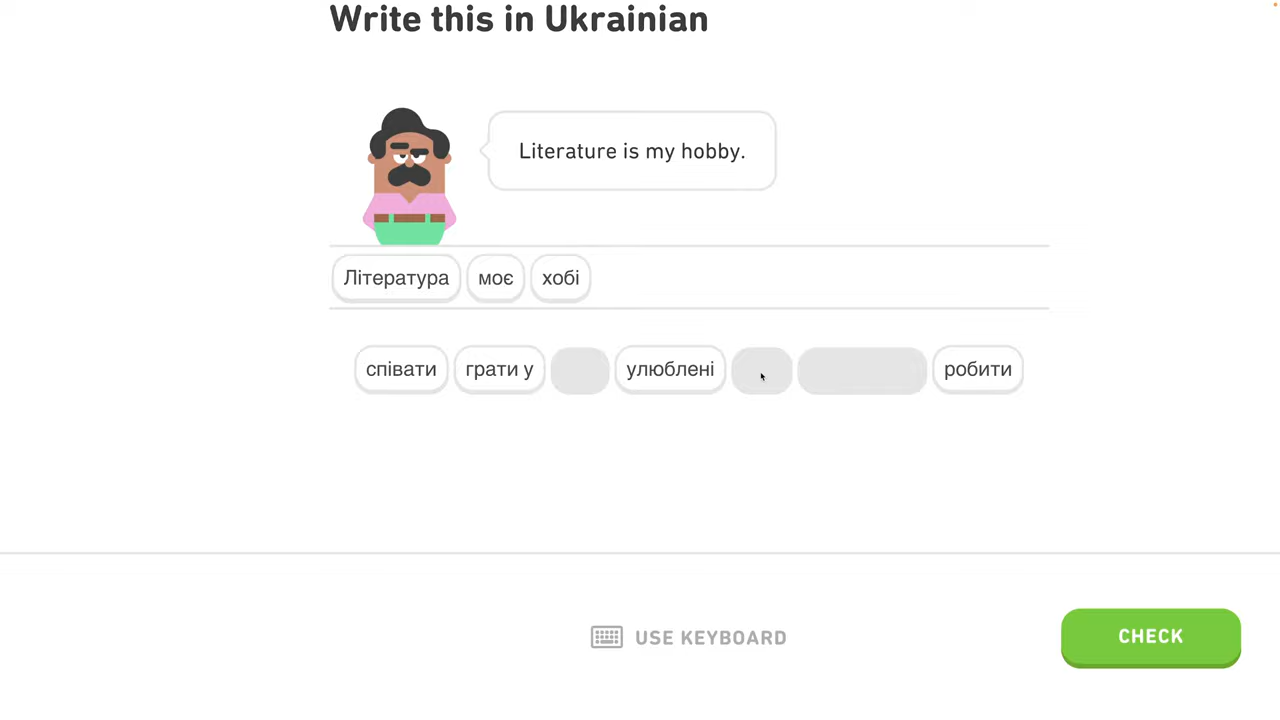 Write this in Ukrainian
Literature is my hobby.
Література моє хобі
співати грати у улюблені робити
USE KEYBOARD
CHECK